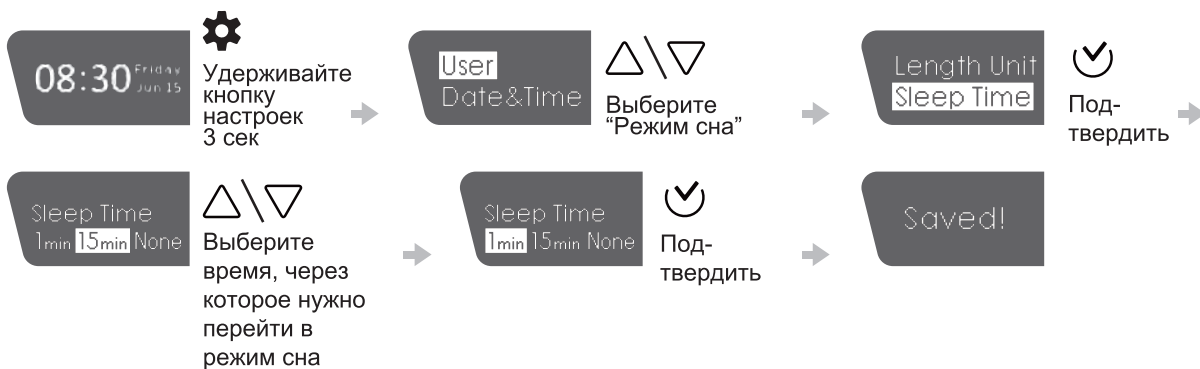 08:30 Friday
Jun 15
Удерживайте
кнопку
настроек
3 сек
User
Date&Time
Выберите
“Режим сна”
Length Unit
Sleep Time
Под-
твердить
Sleep Time
1min 15min None
Выберите
время, через
которое нужно
перейти в
режим сна
Sleep Time
1min 15min None
Под-
твердить
Saved!